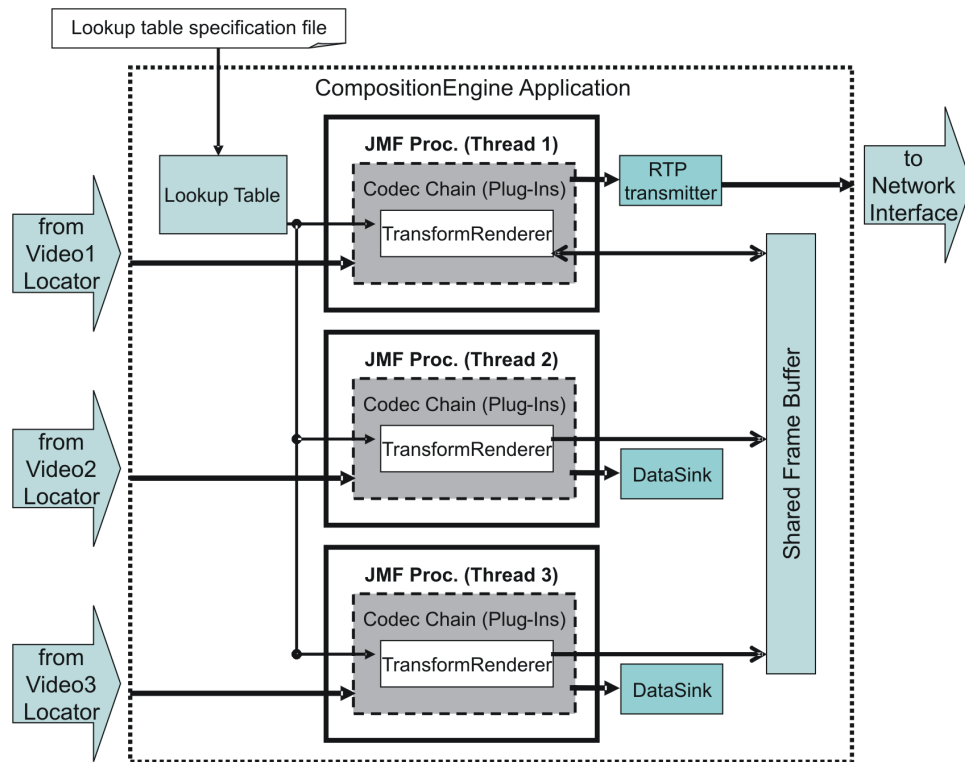 Lookup table specification file
CompositionEngine Application
JMF Proc. (Thread 1)
Codec Chain (Plug-Ins)
TransformRenderer
Lookup Table
RTP
transmitter
to
Network
Interface
from
Video1
Locator
JMF Proc. (Thread 2)
Codec Chain (Plug-Ins)
TransformRenderer
DataSink
from
Video2
Locator
Shared Frame Buffer
JMF Proc. (Thread 3)
Codec Chain (Plug-Ins)
TransformRenderer
DataSink
from
Video3
Locator